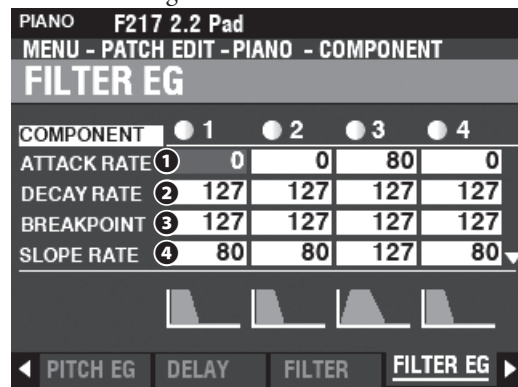 PIANO F217 2.2 Pad
MENU - PATCH EDIT - PIANO - COMPONENT
FILTER EG
COMPONENT 1 2 3 4
ATTACK RATE 1 0 0 80 0
DECAY RATE 2 127 127 127 127
BREAKPOINT 3 127 127 127 127
SLOPE RATE 4 80 80 127 80
PITCH EG DELAY FILTER FILTER EG